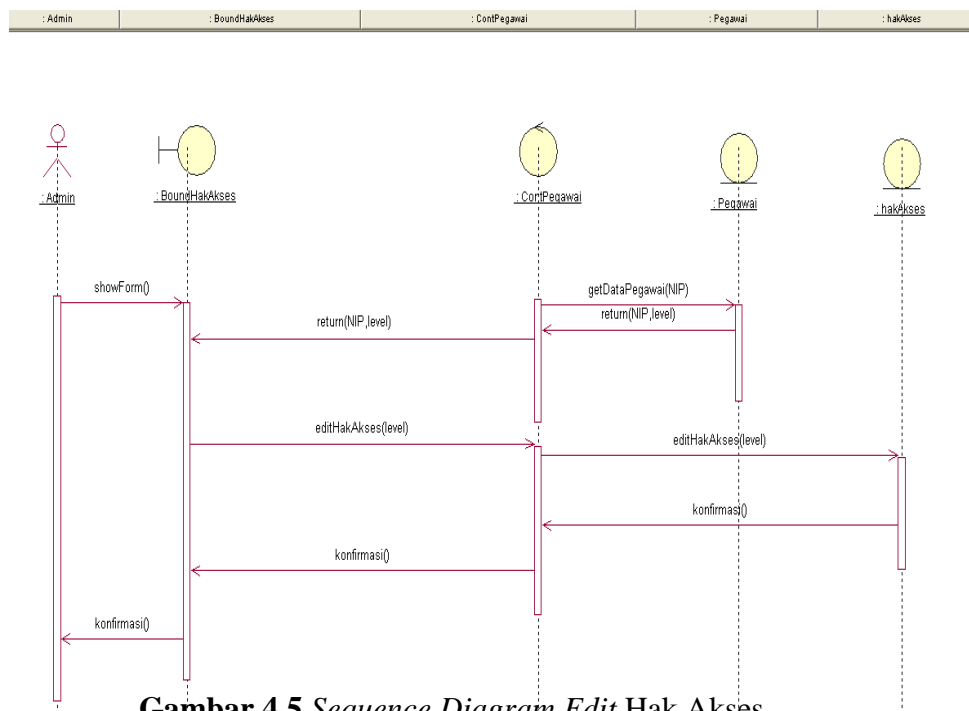 : Admin
: BoundHakAkses
: ContPegawai
: Pegawai
: hakAkses
: Admin
: BoundHakAkses
: ContPegawai
: Pegawai
: hakAkses
showForm()
getDataPegawai(NIP)
return(NIP,level)
return(NIP,level)
editHakAkses(level)
editHakAkses(level)
konfirmasi()
konfirmasi()
konfirmasi()
Gambar 4.5 Sequence Diagram Edit Hak Akses